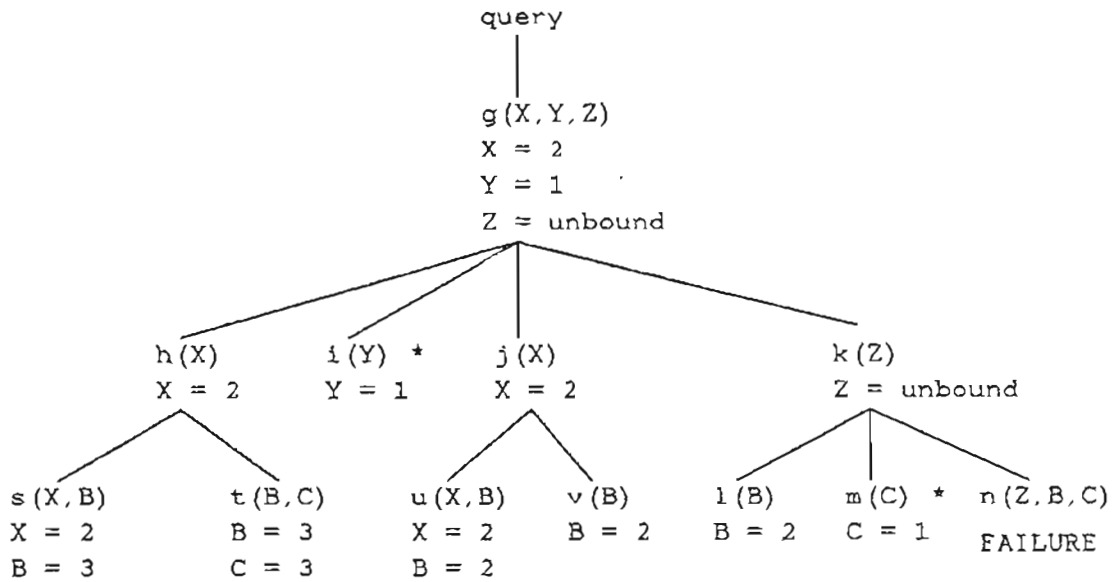 query
g(X,Y,Z)
X = 2
Y = 1
Z = unbound
h(X) i(Y) * j(X) k(Z)
X = 2 Y = 1 X = 2 Z = unbound
s(X,B) t(B,C) u(X,B) v(B) l(B) m(C) * n(Z,B,C)
X = 2 B = 3 X = 2 B = 2 B = 2 C = 1 FAILURE
B = 3 C = 3 B = 2